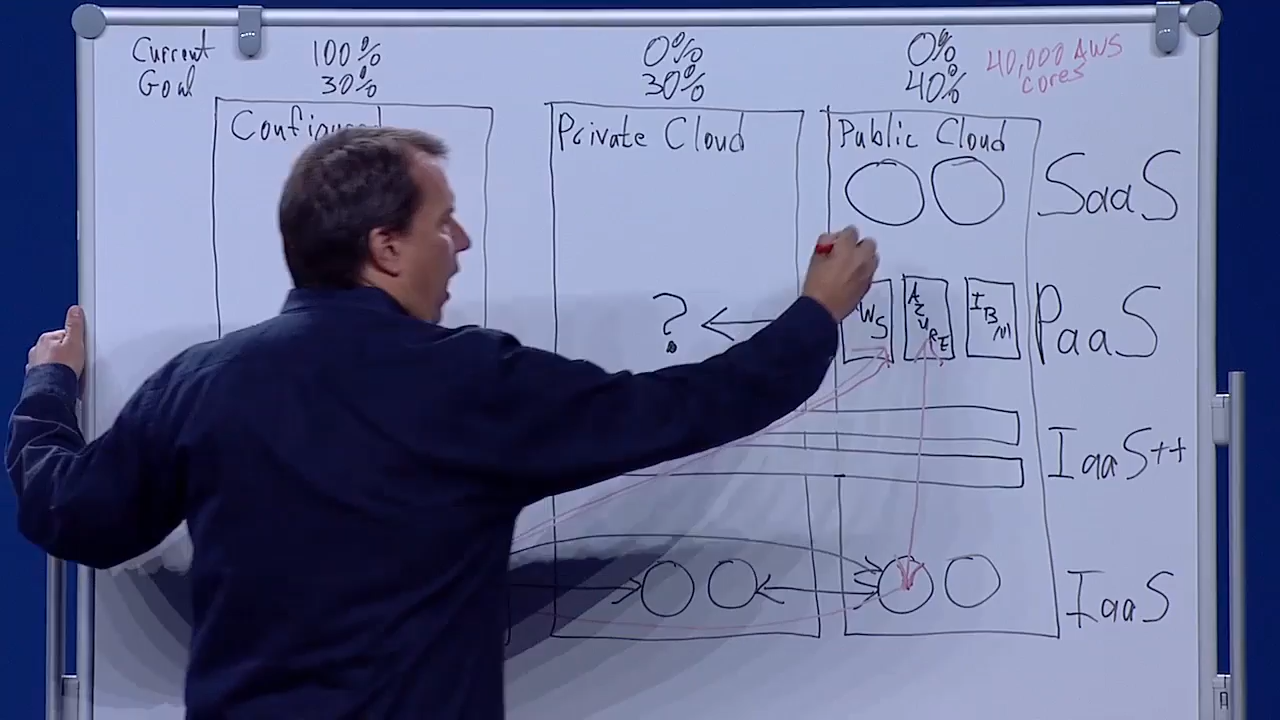 Current 100% 0% 0% 40,000 AWS
Goal 30% 30% 40% cores
Private Cloud Public Cloud
SaaS
? AZURE IBM PaaS
IaaS++
IaaS